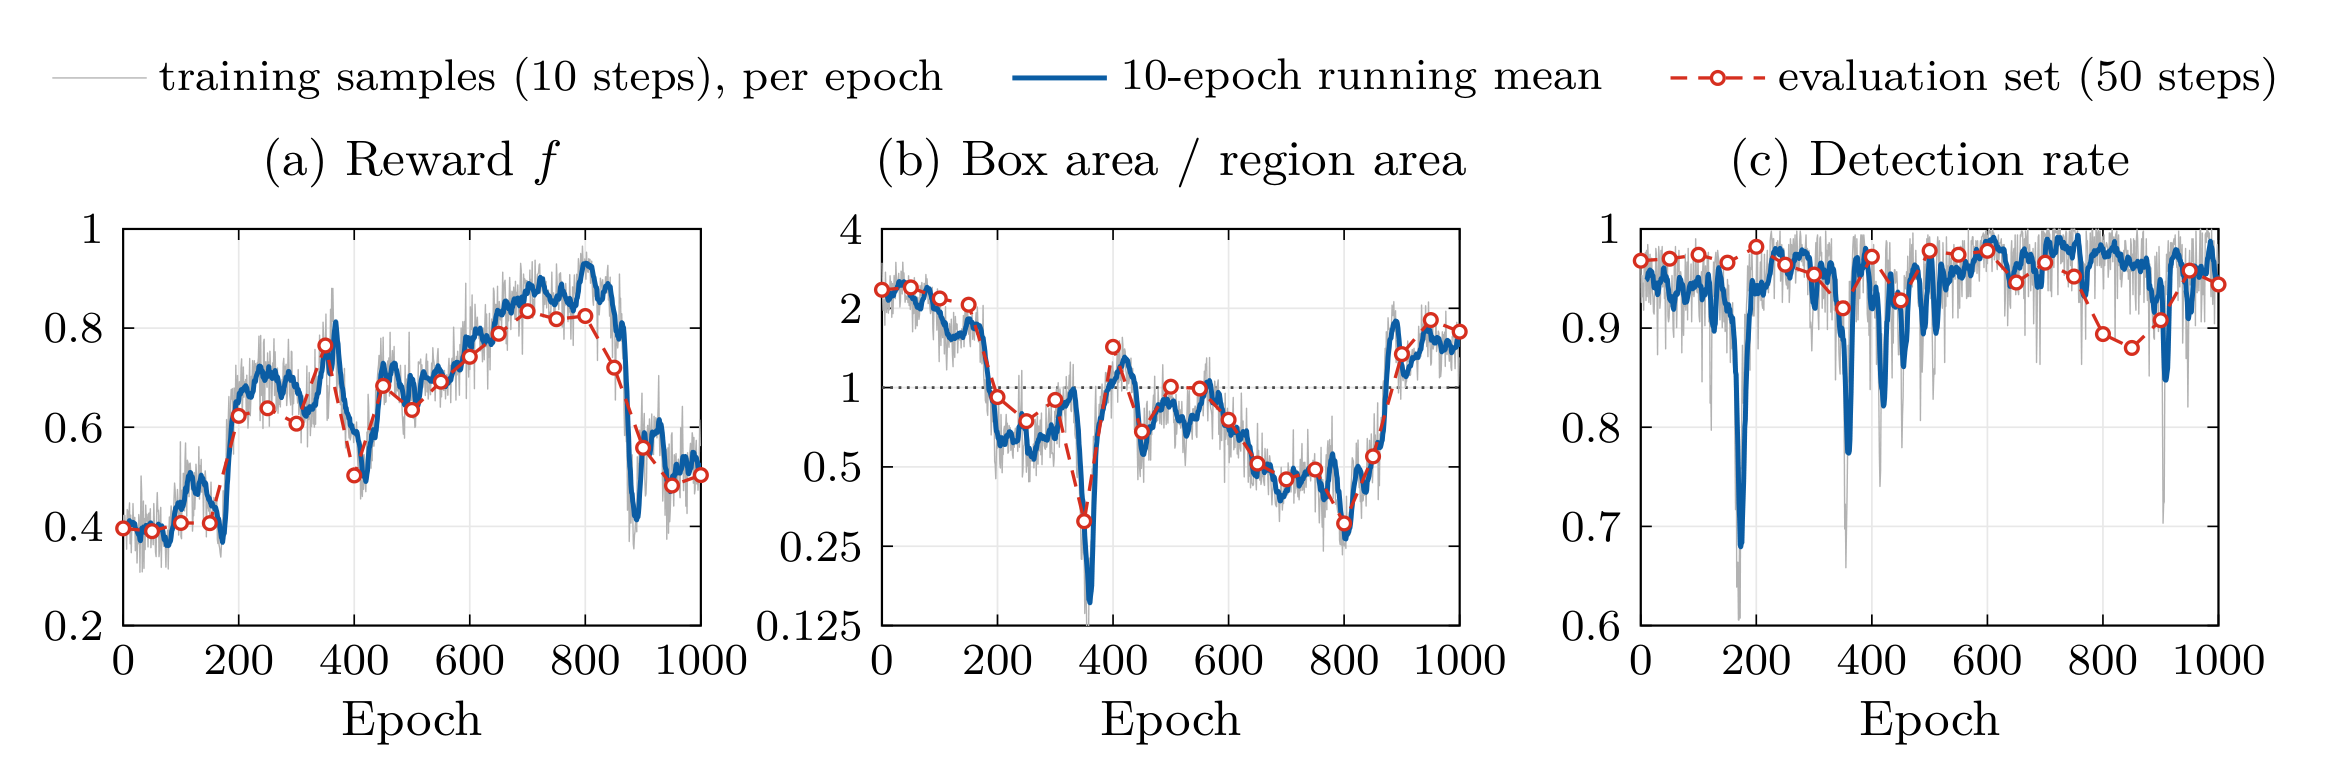 training samples (10 steps), per epoch 10-epoch running mean evaluation set (50 steps)
(a) Reward f
(b) Box area / region area
(c) Detection rate
1
0.8
0.6
0.4
0.2
0 200 400 600 800 1000
Epoch
4
2
1
0.5
0.25
0.125
0 200 400 600 800 1000
Epoch
1
0.9
0.8
0.7
0.6
0 200 400 600 800 1000
Epoch